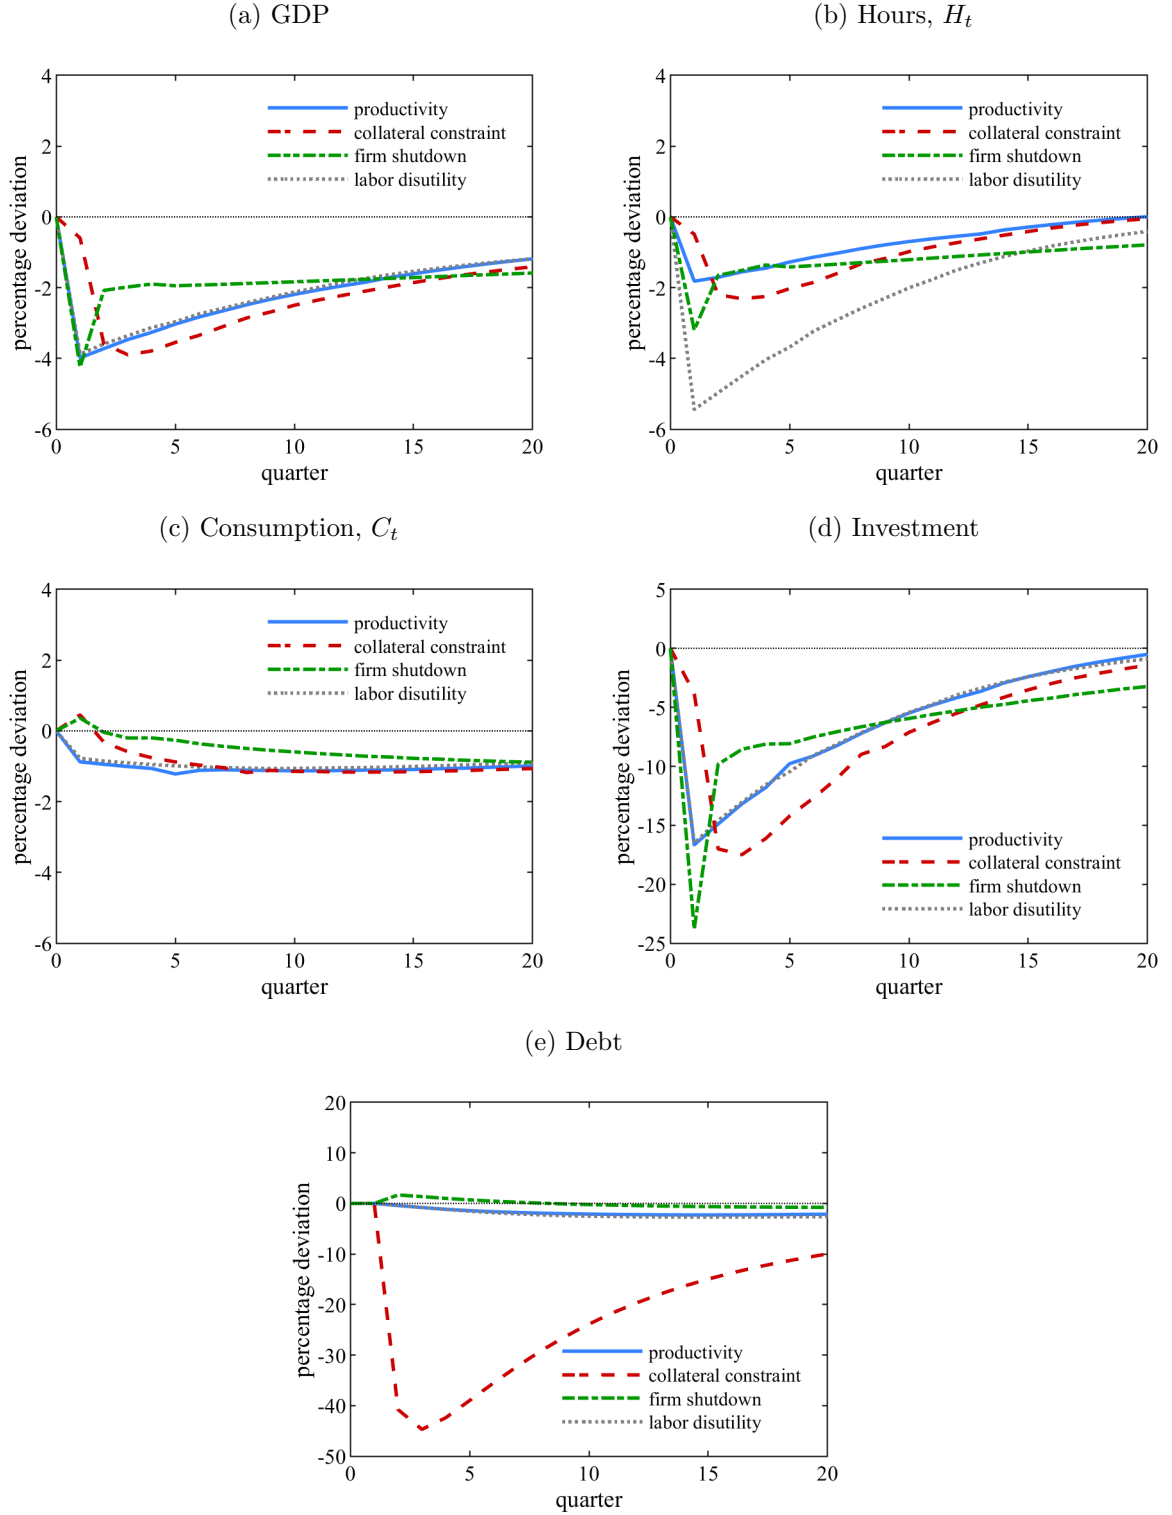 (a) GDP
4
2
0
-2
-4
-6
0 5 10 15 20
percentage deviation
quarter
productivity
collateral constraint
firm shutdown
labor disutility
(b) Hours, H_t
4
2
0
-2
-4
-6
0 5 10 15 20
percentage deviation
quarter
productivity
collateral constraint
firm shutdown
labor disutility
(c) Consumption, C_t
4
2
0
-2
-4
-6
0 5 10 15 20
percentage deviation
quarter
productivity
collateral constraint
firm shutdown
labor disutility
(d) Investment
5
0
-5
-10
-15
-20
-25
0 5 10 15 20
percentage deviation
quarter
productivity
collateral constraint
firm shutdown
labor disutility
(e) Debt
20
10
0
-10
-20
-30
-40
-50
0 5 10 15 20
percentage deviation
quarter
productivity
collateral constraint
firm shutdown
labor disutility